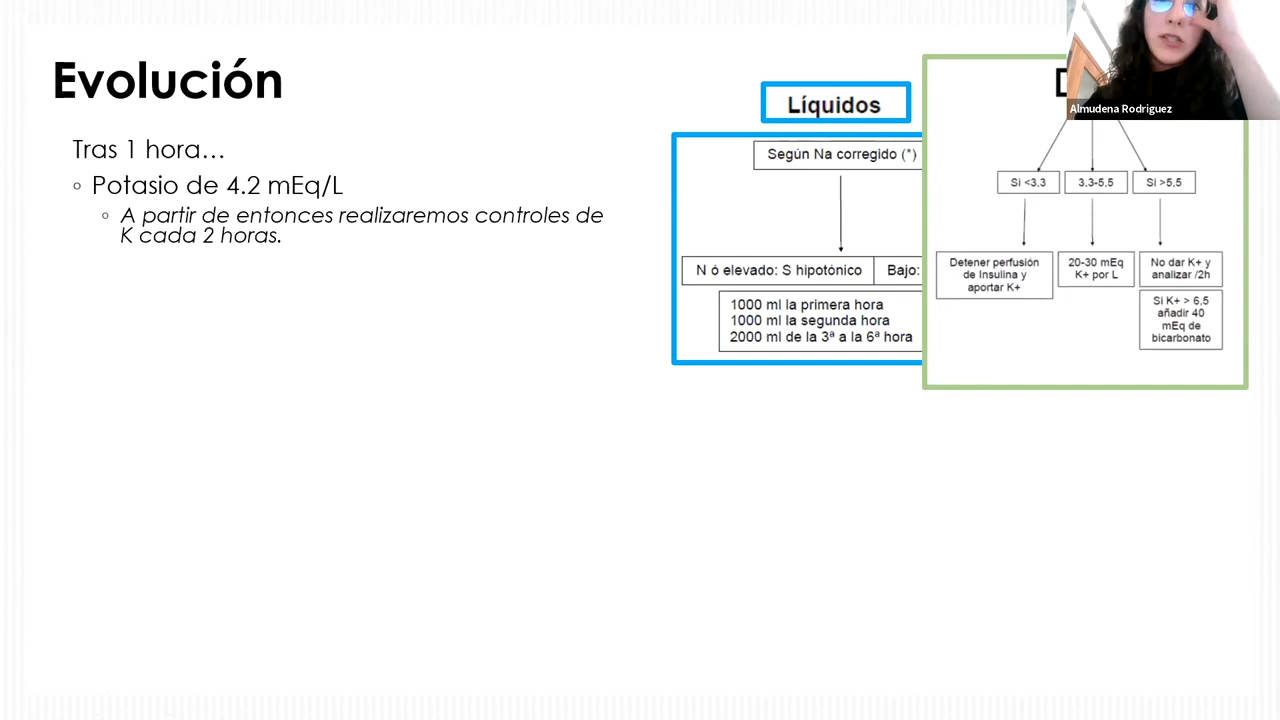 Evolución
Tras 1 hora…
Potasio de 4.2 mEq/L
A partir de entonces realizaremos controles de
K cada 2 horas.
Líquidos
Según Na corregido (*)
N ó elevado: S hipotónico
Bajo:
1000 ml la primera hora
1000 ml la segunda hora
2000 ml de la 3ª a la 6ª hora
Almudena Rodriguez
Si <3,3
3,3-5,5
Si >5,5
Detener perfusión
de Insulina y
aportar K+
20-30 mEq
K+ por L
No dar K+ y
analizar /2h
Si K+ > 6,5
añadir 40
mEq de
bicarbonato